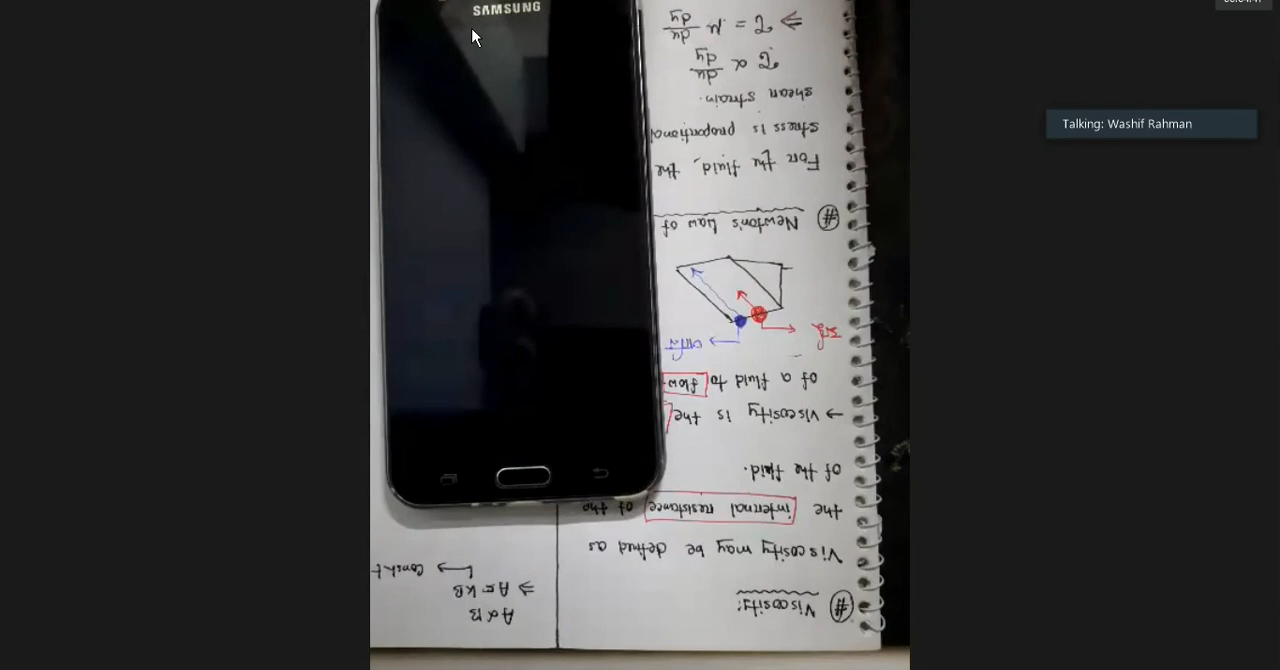 SAMSUNG
Talking: Washif Rahman
# Viscosity:
Viscosity may be defined as
the internal resistance of the
of the fluid.
→ Viscosity is the
of a fluid to flow.
# Newton's Law of
For the fluid, the
stress is proportional
shear strain.
τ α du/dy
⇒ τ = μ du/dy
A α B
⇒ A = KB
↳ Const